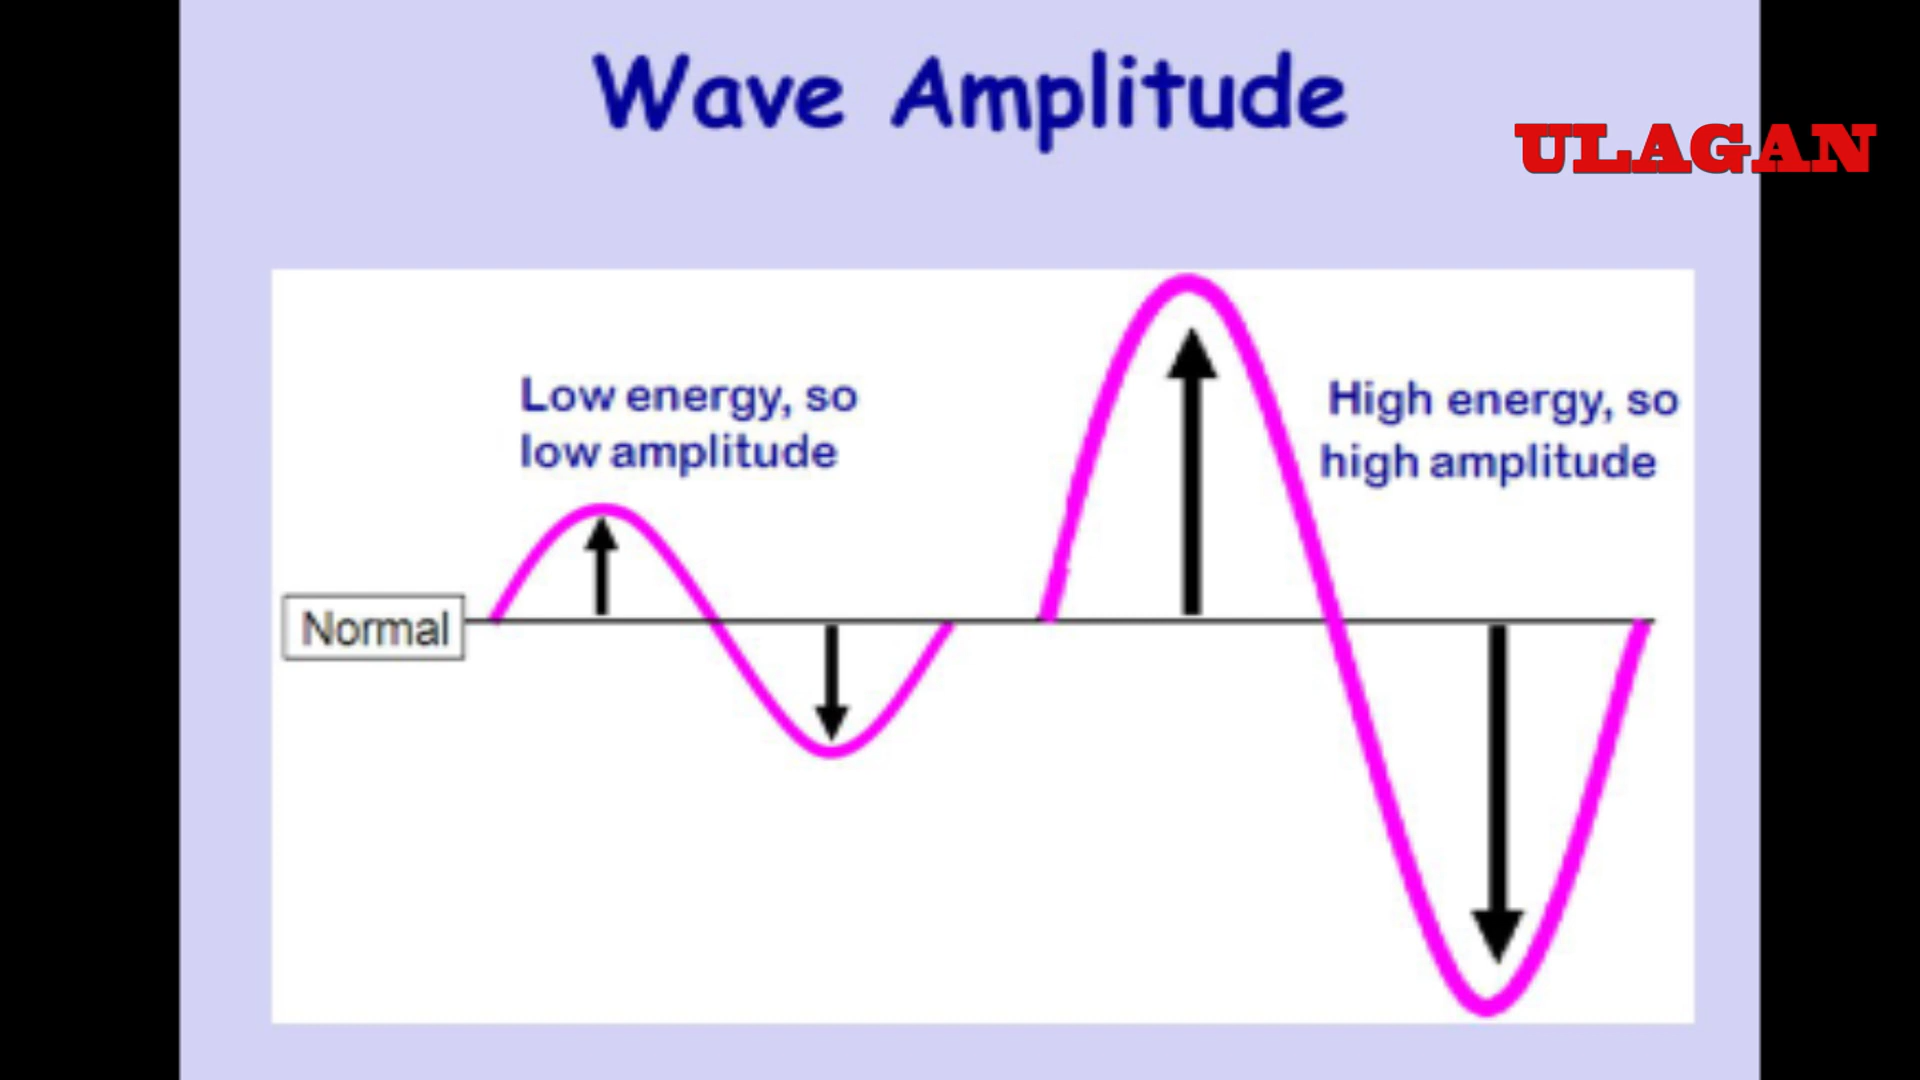 Wave Amplitude
ULAGAN
Low energy, so
low amplitude
High energy, so
high amplitude
Normal